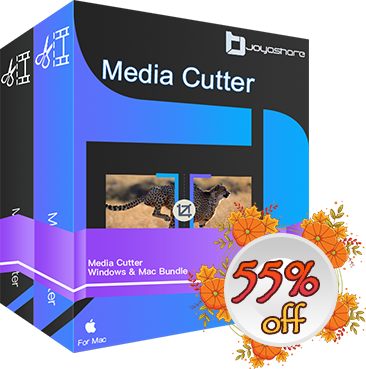 Joyoshare
Media Cutter
Media Cutter
Windows & Mac Bundle
For Mac
55%
off